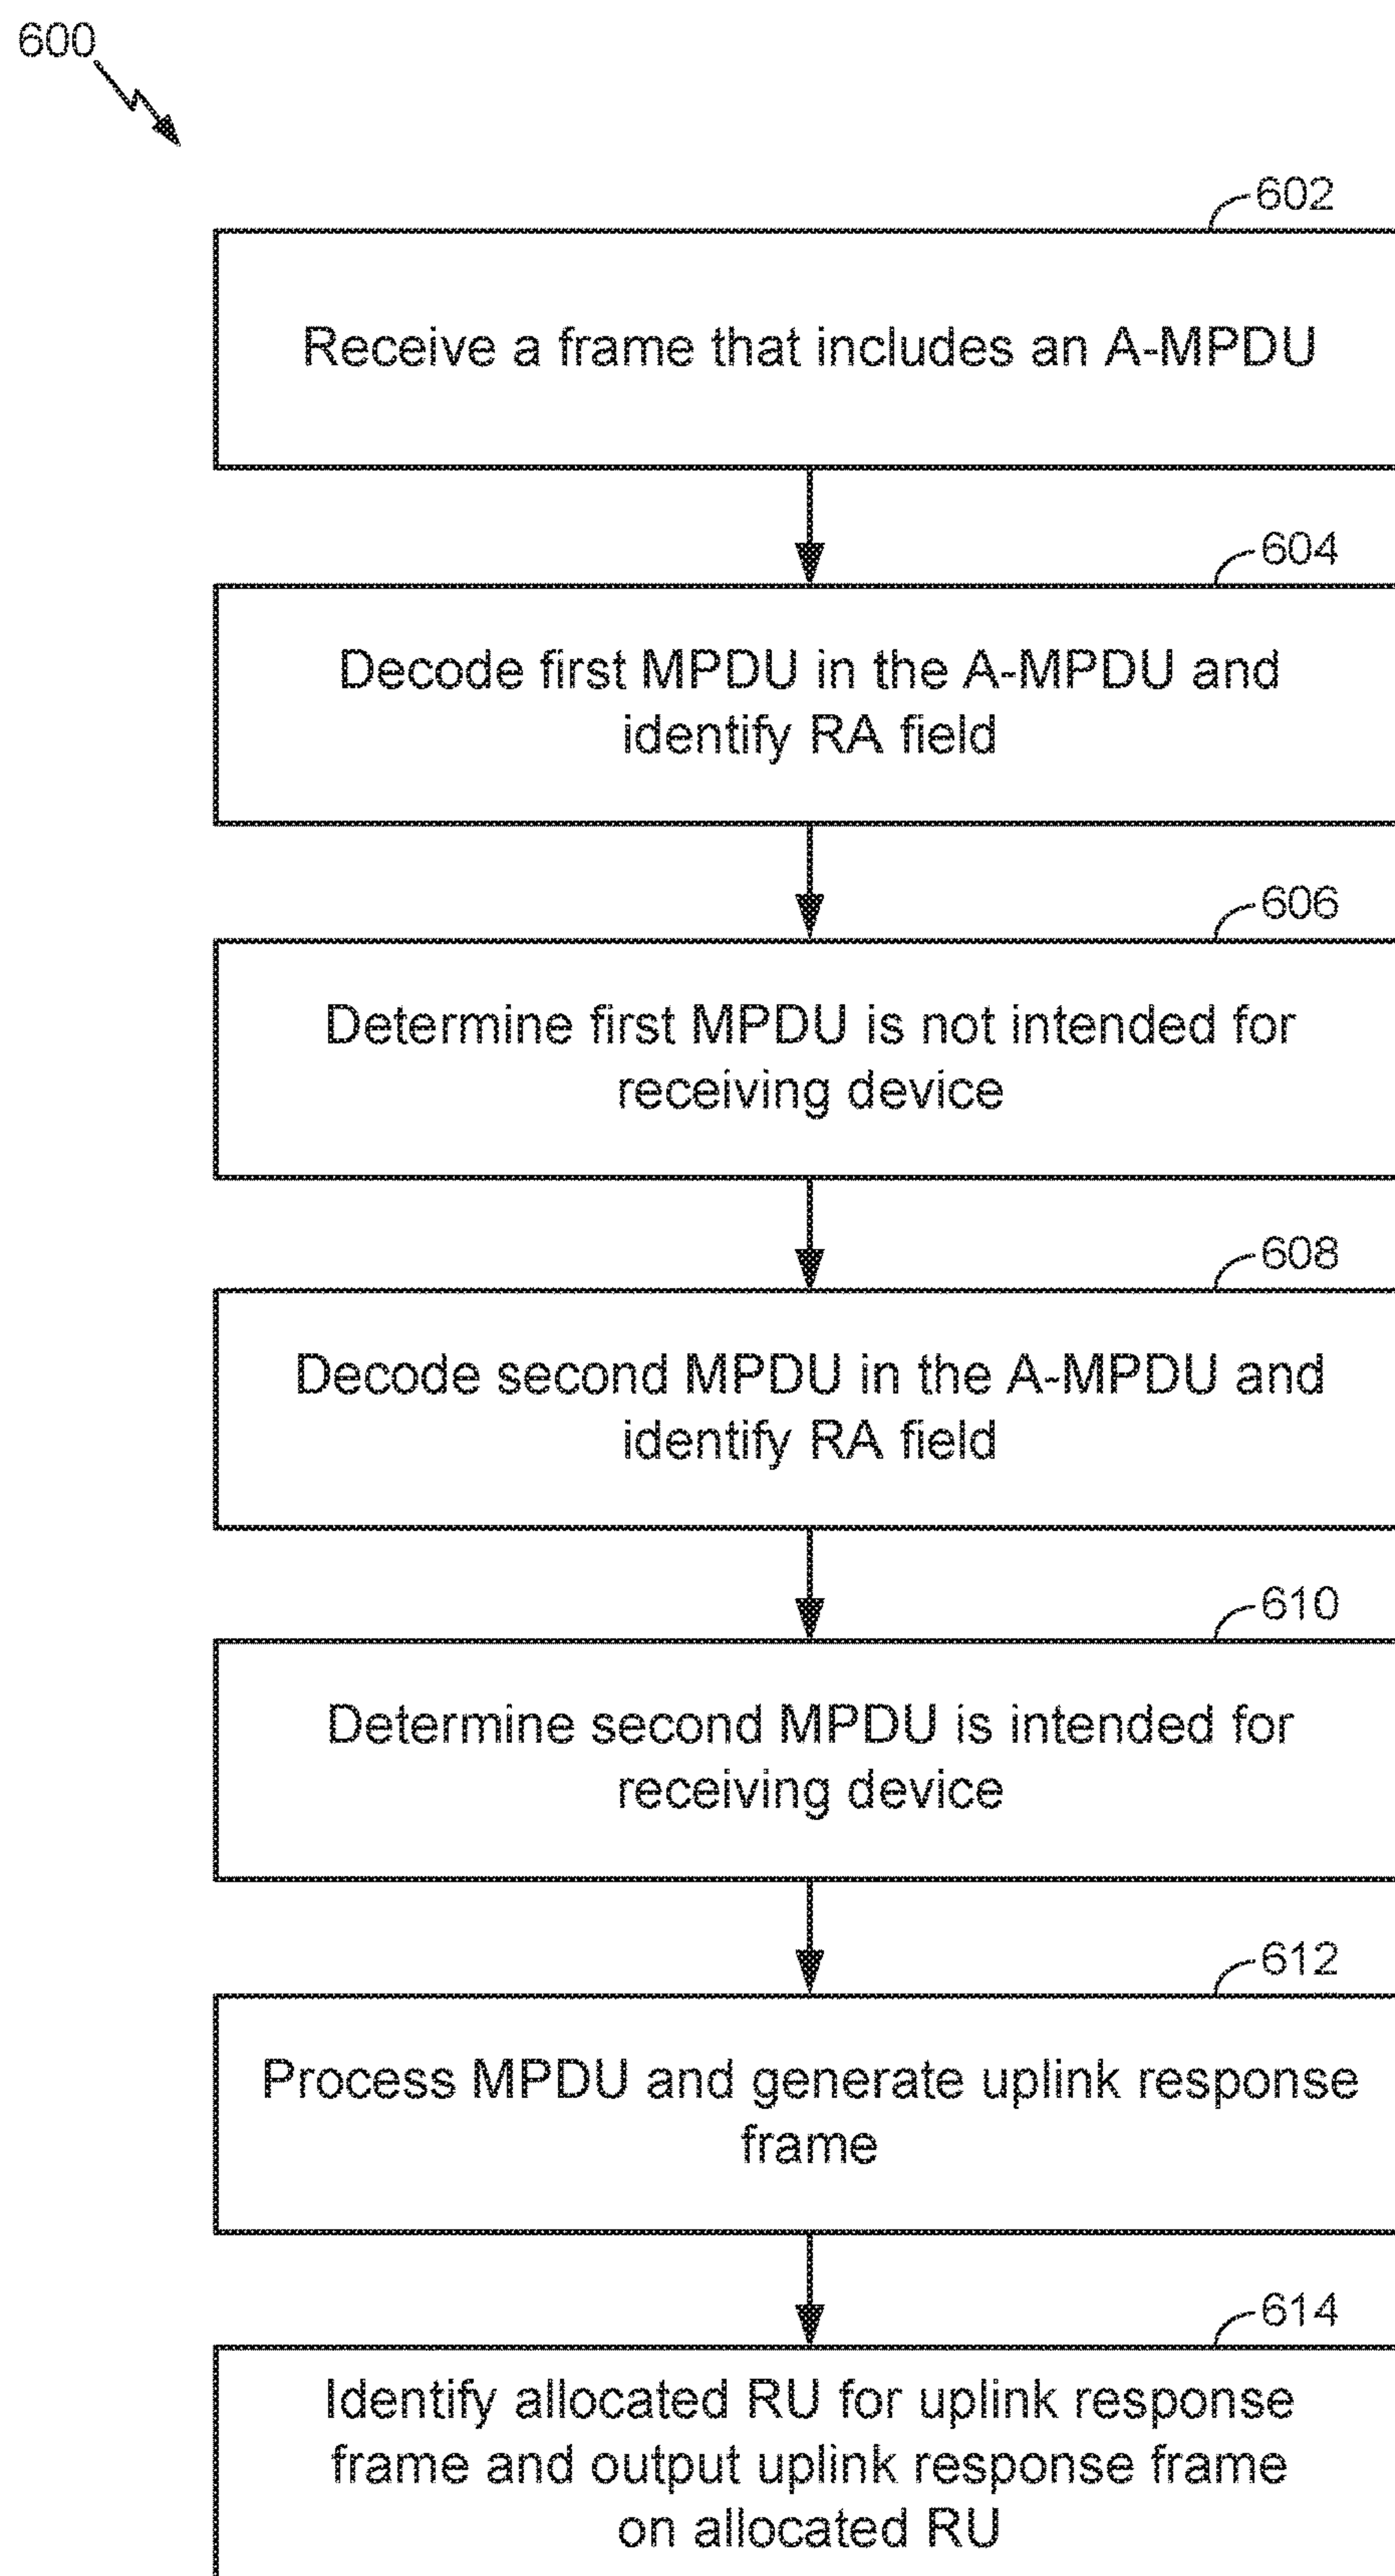 600
602
Receive a frame that includes an A-MPDU
604
Decode first MPDU in the A-MPDU and
identify RA field
606
Determine first MPDU is not intended for
receiving device
608
Decode second MPDU in the A-MPDU and
identify RA field
610
Determine second MPDU is intended for
receiving device
612
Process MPDU and generate uplink response
frame
614
Identify allocated RU for uplink response
frame and output uplink response frame
on allocated RU